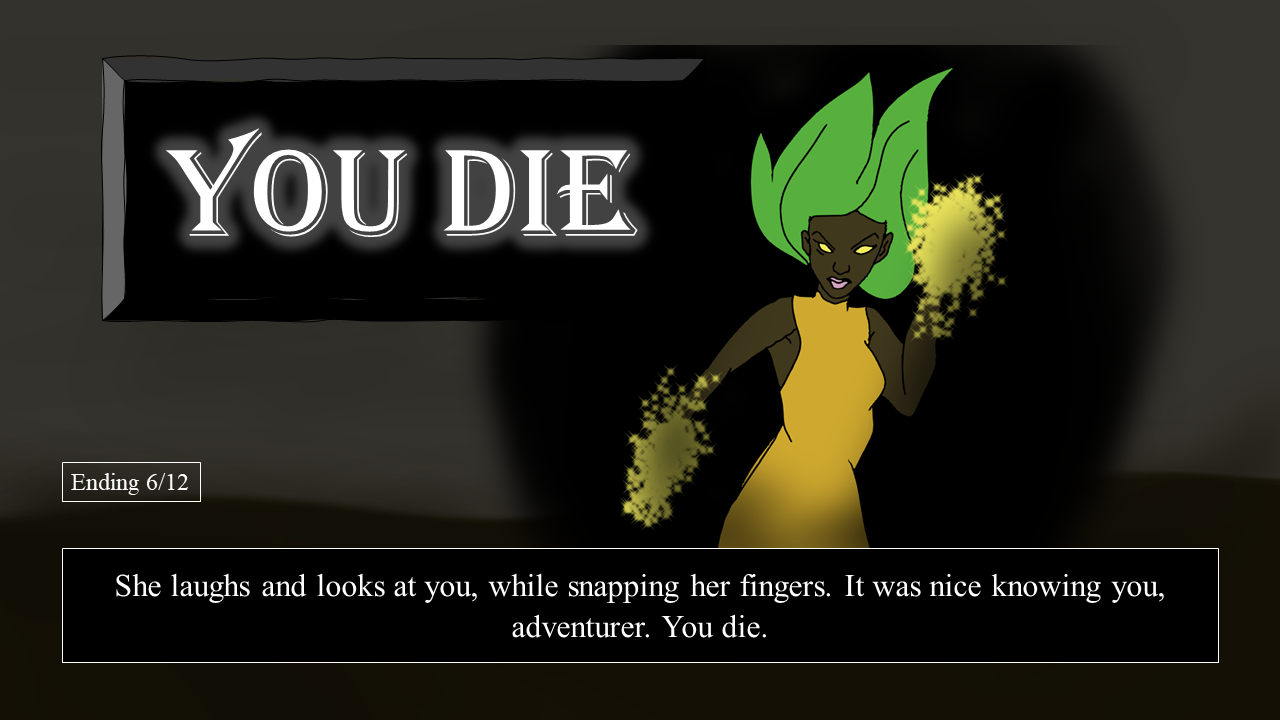 YOU DIE
Ending 6/12
She laughs and looks at you, while snapping her fingers. It was nice knowing you,
adventurer. You die.